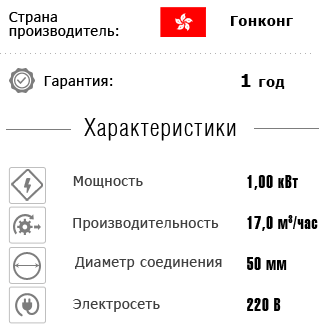 Страна
производитель: Гонконг
Гарантия: 1 год
Характеристики
Мощность 1,00 кВт
Производительность 17,0 м³/час
Диаметр соединения 50 мм
Электросеть 220 В